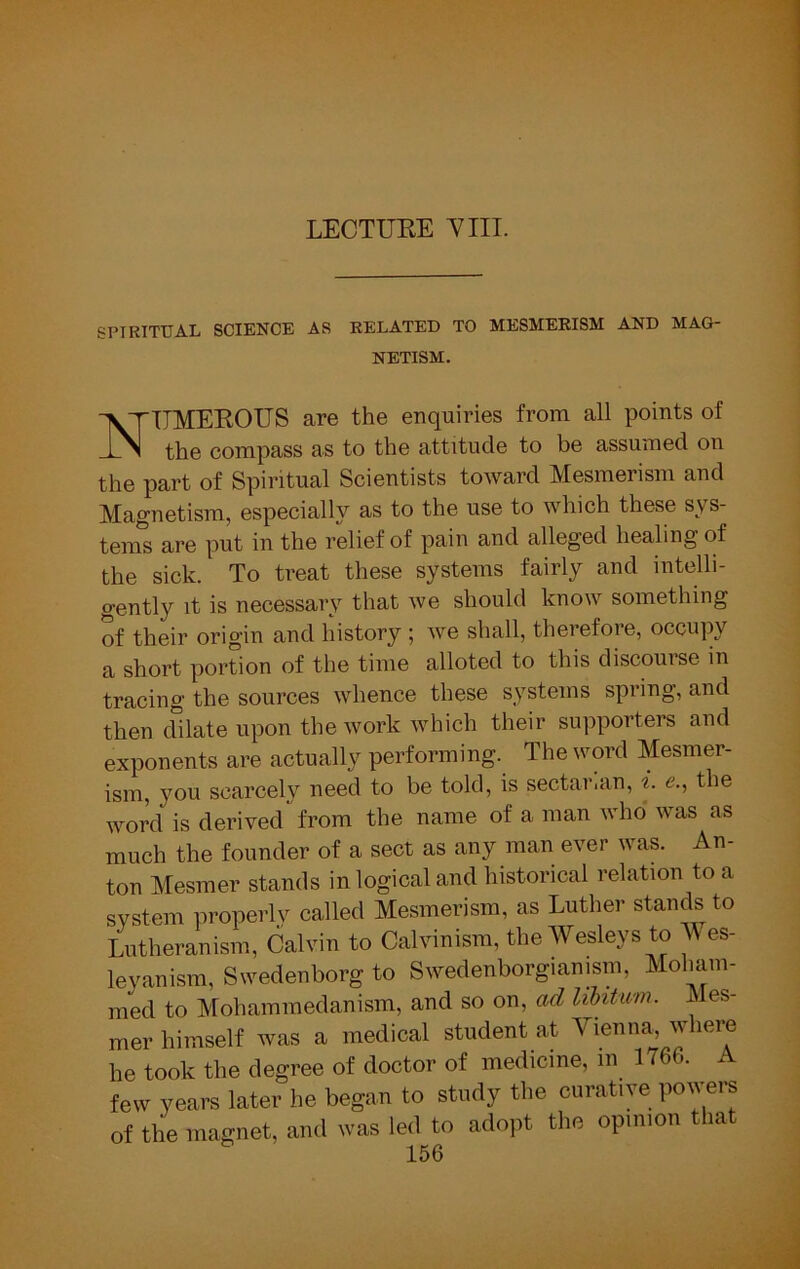 LECTURE VIII.
SPIRITUAL SCIENCE AS RELATED TO MESMERISM AND MAG-
NETISM.
NUMEROUS are the enquiries from all points of
the compass as to the attitude to be assumed on
the part of Spiritual Scientists toward Mesmerism and
Magnetism, especially as to the use to which these sys-
tems are put in the relief of pain and alleged healing of
the sick. To treat these systems fairly and intelli-
gently it is necessary that we should know something
of their origin and history; we shall, therefore, occupy
a short portion of the time alloted to this discourse in
tracing the sources whence these systems spring, and
then dilate upon the work which their supporters and
exponents are actually performing. The word Mesmer-
ism, you scarcely need to be told, is sectarian, i. e., the
word is derived from the name of a man who was as
much the founder of a sect as any man ever was. An-
ton Mesmer stands in logical and historical relation to a
system properly called Mesmerism, as Luther stands to
Lutheranism, Calvin to Calvinism, the Wesleys to Wes-
leyanism, Swedenborg to Swedenborgianism, Moham-
med to Mohammedanism, and so on, ad libitum. Mes-
mer himself was a medical student at Vienna, where
he took the degree of doctor of medicine, in 1766. A
few years later he began to study the curative powers
of the magnet, and was led to adopt the opinion that
156